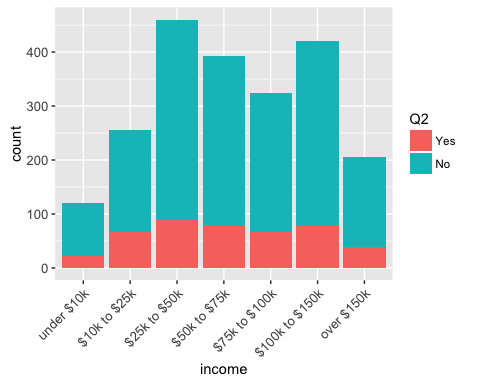 400
300
200
100
0
count
under $10k
$10k to $25k
$25k to $50k
$50k to $75k
$75k to $100k
$100k to $150k
over $150k
income
Q2
Yes
No